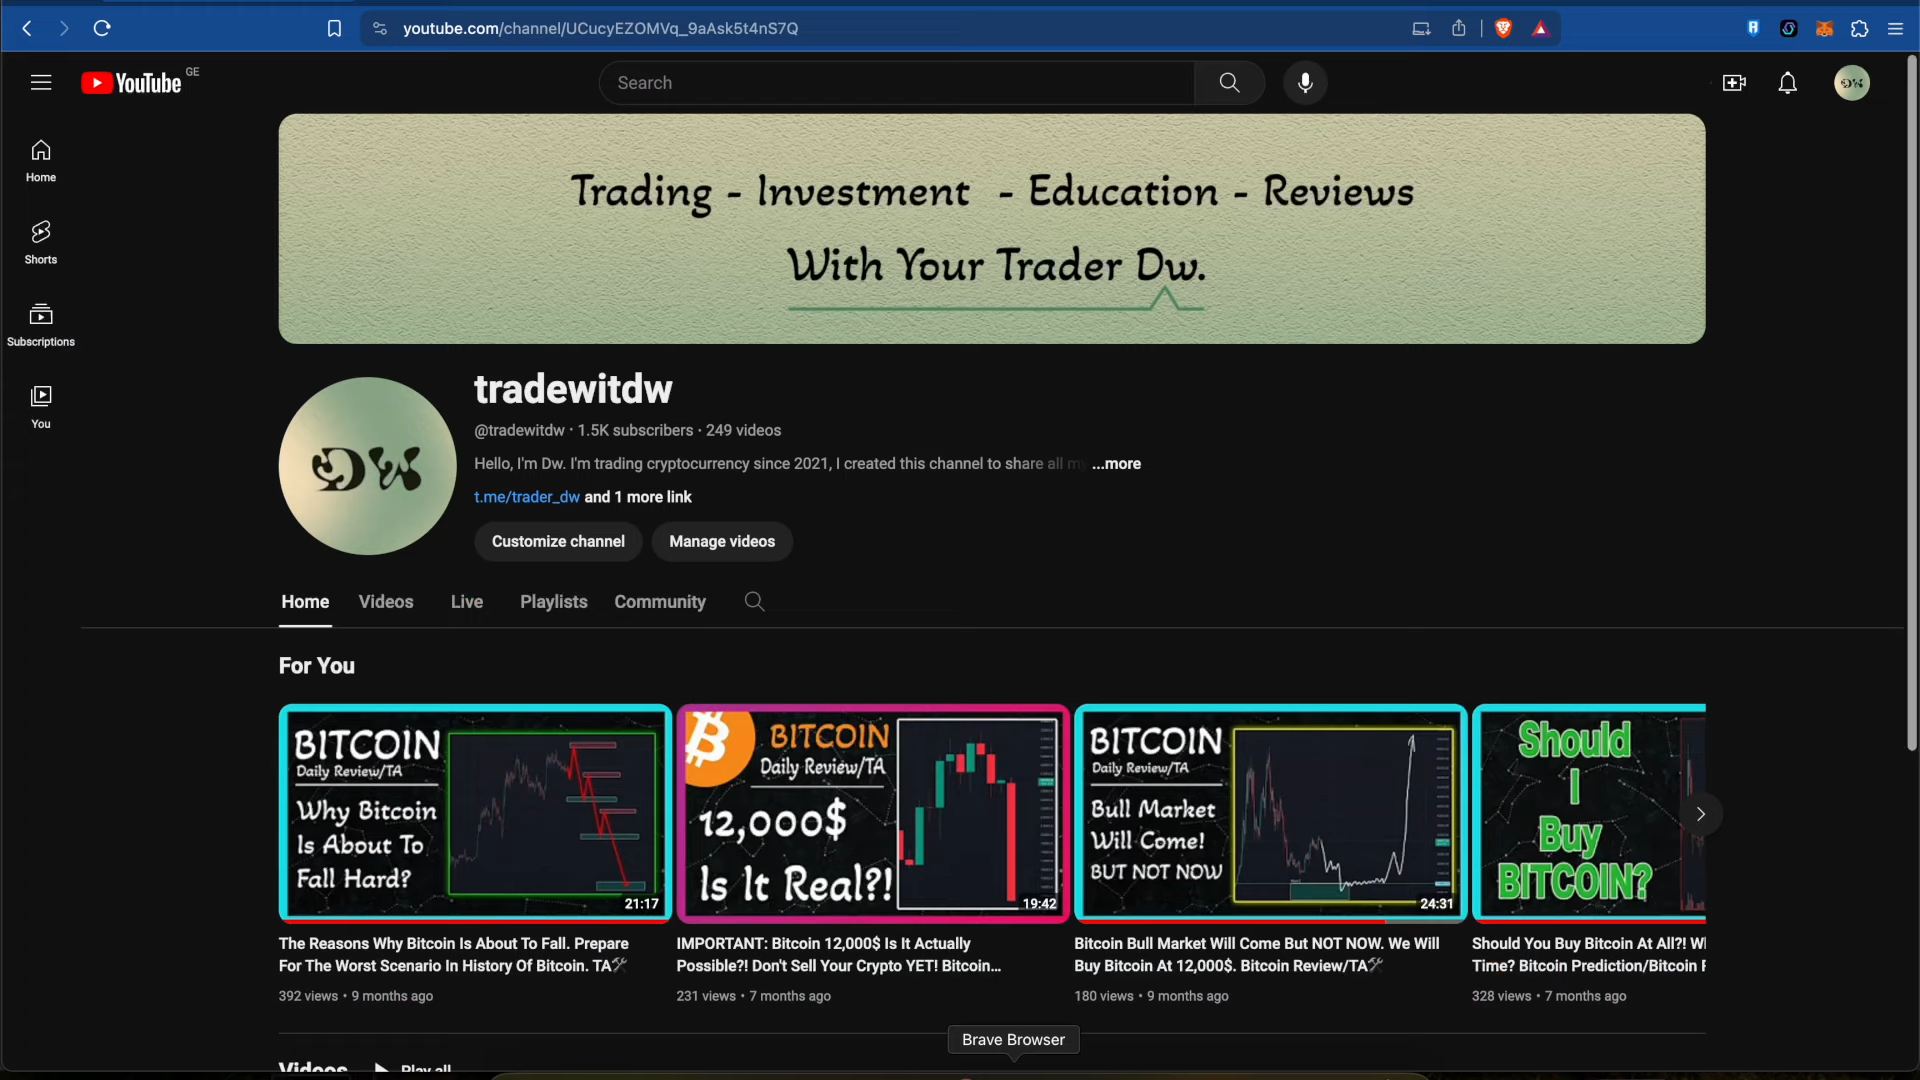 youtube.com/channel/UCucyEZOMVq_9aAsk5t4nS7Q
YouTube GE
Search
DW
Home
Shorts
Subscriptions
You
Trading - Investment - Education - Reviews
With Your Trader Dw.
DW
tradewitdw
@tradewitdw · 1.5K subscribers · 249 videos
Hello, I'm Dw. I'm trading cryptocurrency since 2021, I created this channel to share all my ...more
t.me/trader_dw and 1 more link
Customize channel
Manage videos
Home Videos Live Playlists Community
For You
BITCOIN
Daily Review/TA
Why Bitcoin
Is About To
Fall Hard?
21:17
BITCOIN
Daily Review/TA
12,000$
Is It Real?!
19:42
BITCOIN
Daily Review/TA
Bull Market
Will Come!
BUT NOT NOW
24:31
Should
I
Buy
BITCOIN?
The Reasons Why Bitcoin Is About To Fall. Prepare
For The Worst Scenario In History Of Bitcoin. TA🛠
392 views · 9 months ago
IMPORTANT: Bitcoin 12,000$ Is It Actually
Possible?! Don't Sell Your Crypto YET! Bitcoin...
231 views · 7 months ago
Bitcoin Bull Market Will Come But NOT NOW. We Will
Buy Bitcoin At 12,000$. Bitcoin Review/TA🛠
180 views · 9 months ago
Should You Buy Bitcoin At All?!
Time? Bitcoin Prediction/Bitcoin
328 views · 7 months ago
Brave Browser
Videos Play all